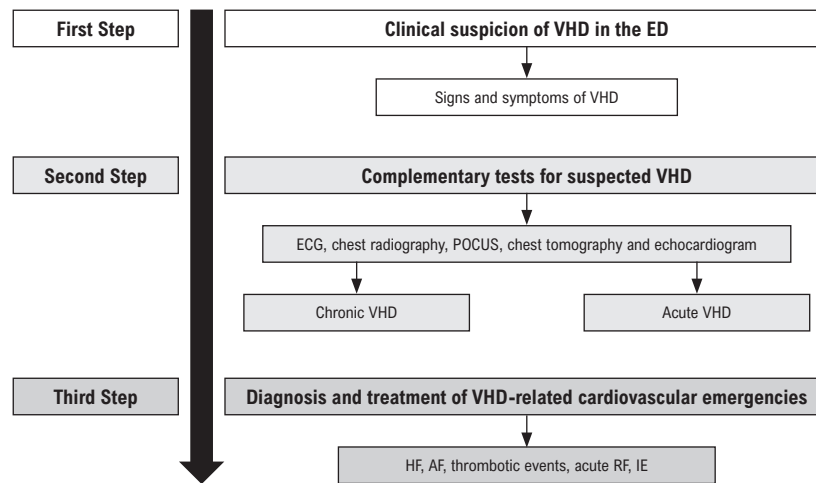 First Step
Clinical suspicion of VHD in the ED
Signs and symptoms of VHD
Second Step
Complementary tests for suspected VHD
ECG, chest radiography, POCUS, chest tomography and echocardiogram
Chronic VHD
Acute VHD
Third Step
Diagnosis and treatment of VHD-related cardiovascular emergencies
HF, AF, thrombotic events, acute RF, IE